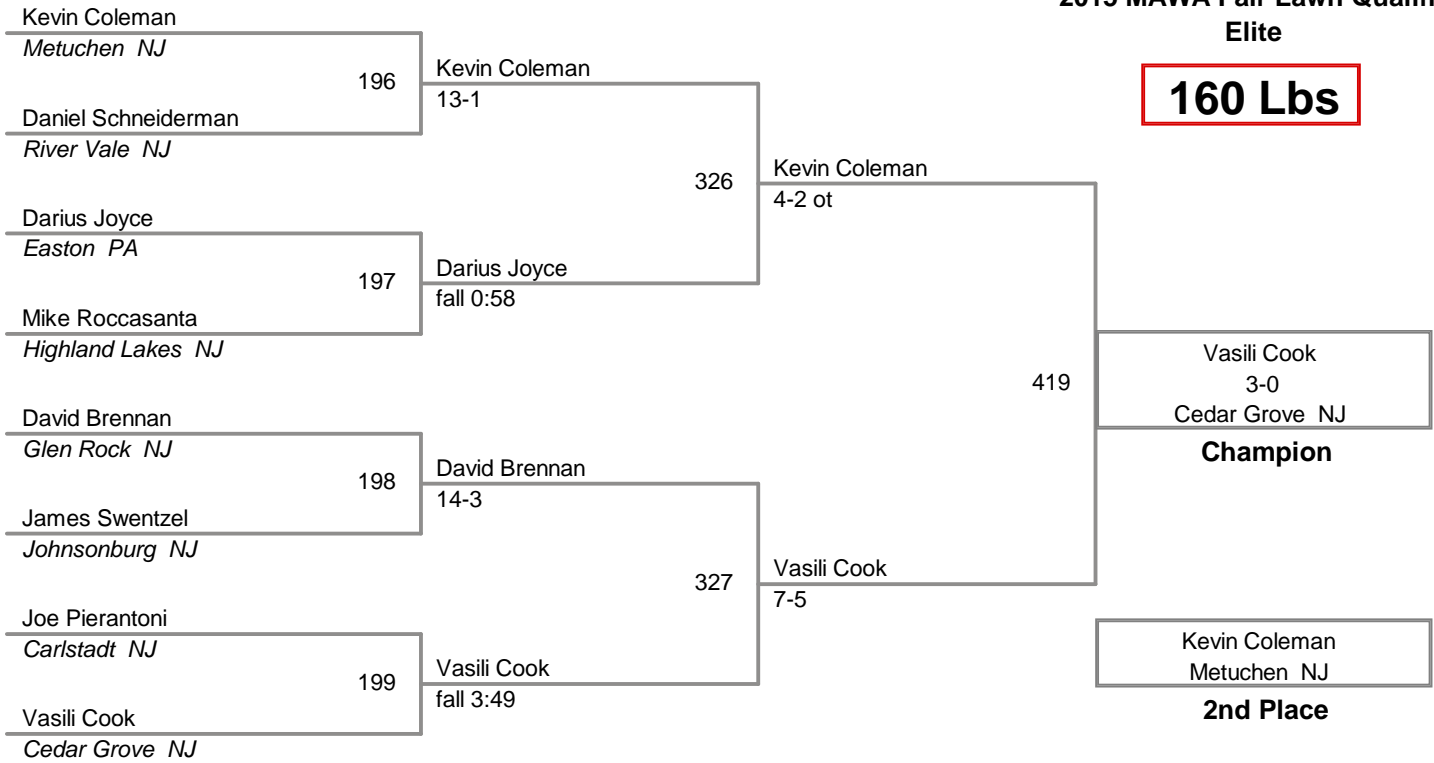 Elite
160 Lbs
Kevin Coleman
Metuchen NJ
196
Kevin Coleman
13-1
Daniel Schneiderman
River Vale NJ
326
Kevin Coleman
4-2 ot
Darius Joyce
Easton PA
197
Darius Joyce
fall 0:58
Mike Roccasanta
Highland Lakes NJ
419
Vasili Cook
3-0
Cedar Grove NJ
Champion
David Brennan
Glen Rock NJ
198
David Brennan
14-3
James Swentzel
Johnsonburg NJ
327
Vasili Cook
7-5
Joe Pierantoni
Carlstadt NJ
199
Vasili Cook
fall 3:49
Vasili Cook
Cedar Grove NJ
Kevin Coleman
Metuchen NJ
2nd Place